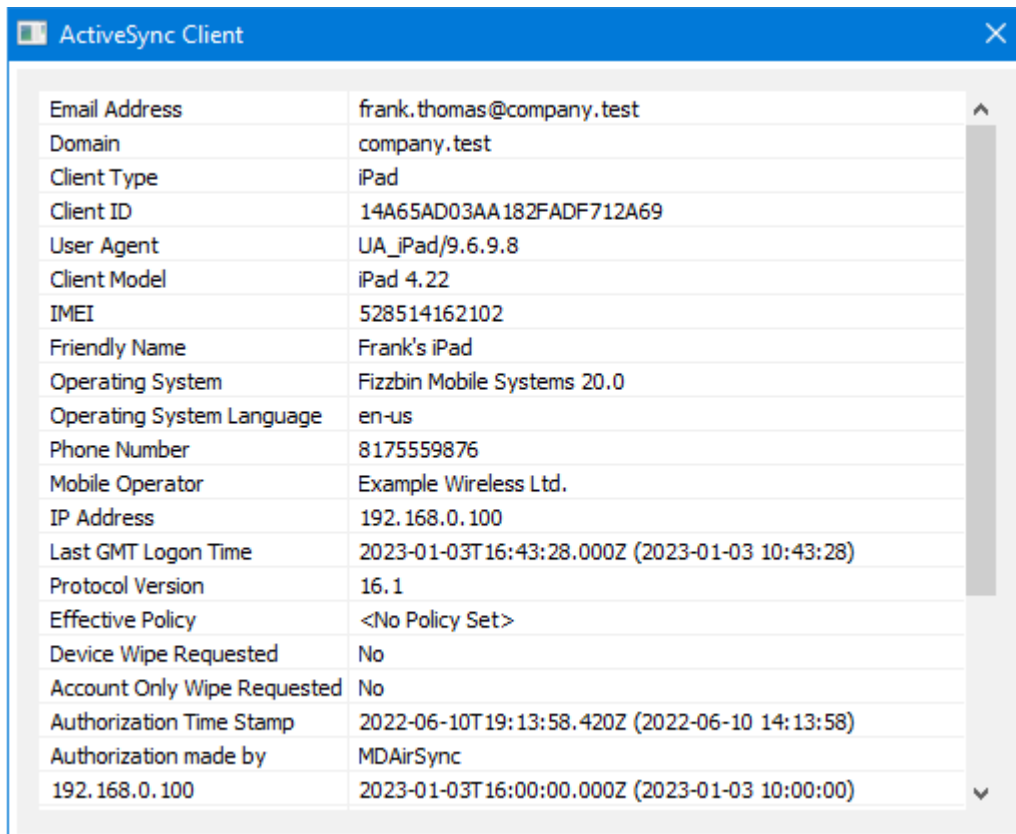 ActiveSync Client
Email Address frank.thomas@company.test
Domain company.test
Client Type iPad
Client ID 14A65AD03AA182FADF712A69
User Agent UA_iPad/9.6.9.8
Client Model iPad 4.22
IMEI 528514162102
Friendly Name Frank's iPad
Operating System Fizzbin Mobile Systems 20.0
Operating System Language en-us
Phone Number 8175559876
Mobile Operator Example Wireless Ltd.
IP Address 192.168.0.100
Last GMT Logon Time 2023-01-03T16:43:28.000Z (2023-01-03 10:43:28)
Protocol Version 16.1
Effective Policy <No Policy Set>
Device Wipe Requested No
Account Only Wipe Requested No
Authorization Time Stamp 2022-06-10T19:13:58.420Z (2022-06-10 14:13:58)
Authorization made by MDAirSync
192.168.0.100 2023-01-03T16:00:00.000Z (2023-01-03 10:00:00)